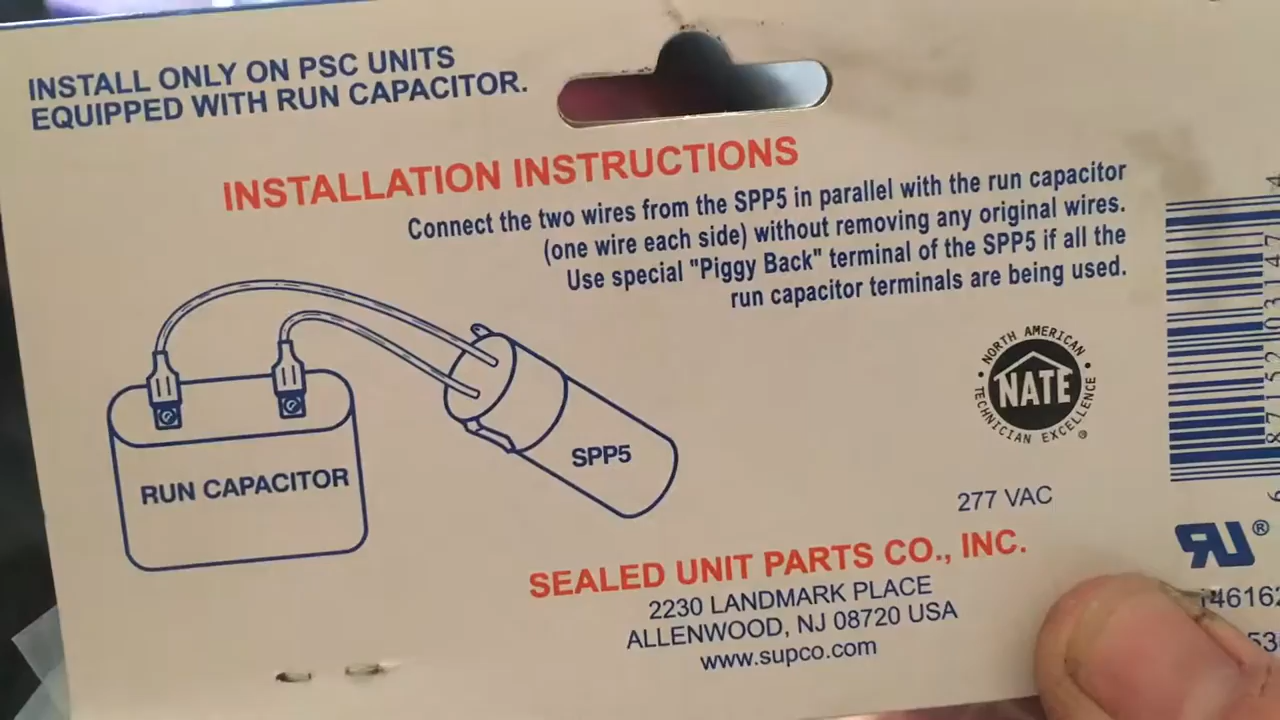 INSTALL ONLY ON PSC UNITS
EQUIPPED WITH RUN CAPACITOR.
INSTALLATION INSTRUCTIONS
Connect the two wires from the SPP5 in parallel with the run capacitor
(one wire each side) without removing any original wires.
Use special "Piggy Back" terminal of the SPP5 if all the
run capacitor terminals are being used.
RUN CAPACITOR
SPP5
NORTH AMERICAN
NATE
TECHNICIAN EXCELLENCE
®
277 VAC
SEALED UNIT PARTS CO., INC.
2230 LANDMARK PLACE
ALLENWOOD, NJ 08720 USA
www.supco.com
®